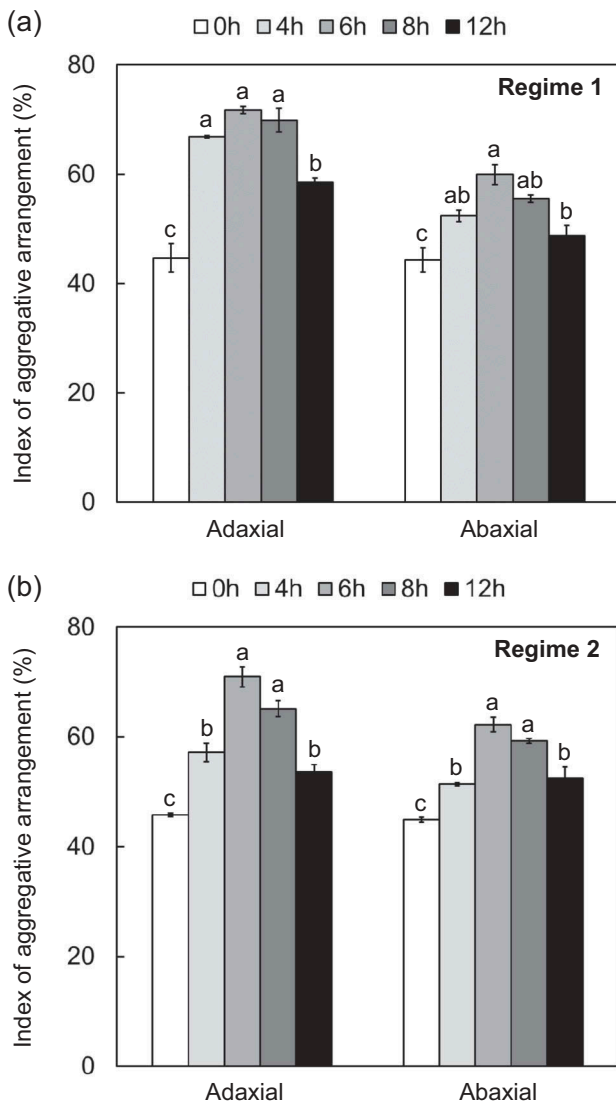 (a)
0h 4h 6h 8h 12h
Index of aggregative arrangement (%)
Regime 1
80
60
40
20
0
c a a a b
c ab a ab b
Adaxial Abaxial
(b)
0h 4h 6h 8h 12h
Index of aggregative arrangement (%)
Regime 2
80
60
40
20
0
c b a a b
c b a a b
Adaxial Abaxial